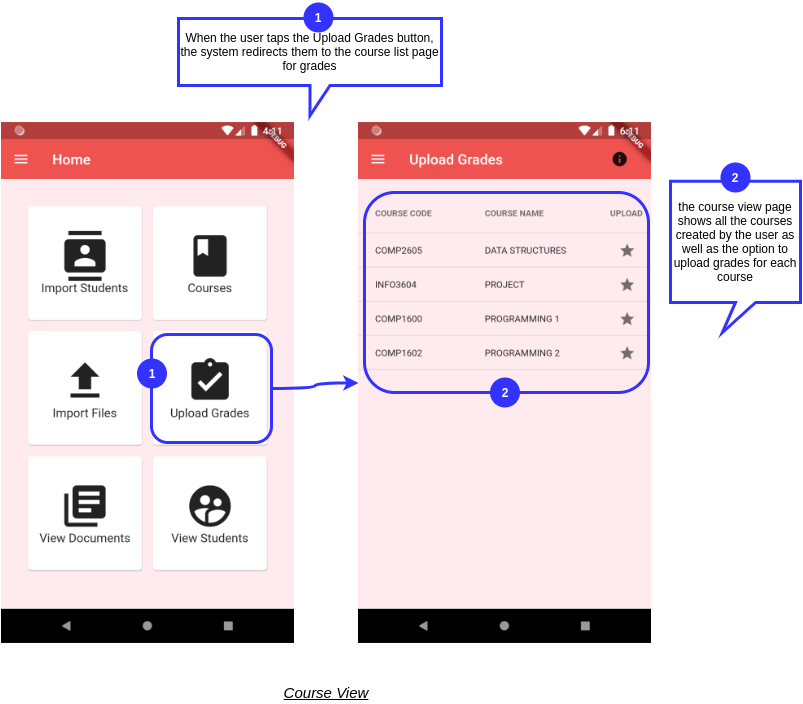 1
When the user taps the Upload Grades button,
the system redirects them to the course list page
for grades
4:11
DEBUG
Home
Import Students
Courses
Import Files
1
Upload Grades
View Documents
View Students
6:11
DEBUG
Upload Grades
COURSE CODE COURSE NAME UPLOAD
COMP2605 DATA STRUCTURES
INFO3604 PROJECT
COMP1600 PROGRAMMING 1
COMP1602 PROGRAMMING 2
2
2
the course view page
shows all the courses
created by the user as
well as the option to
upload grades for each
course
Course View